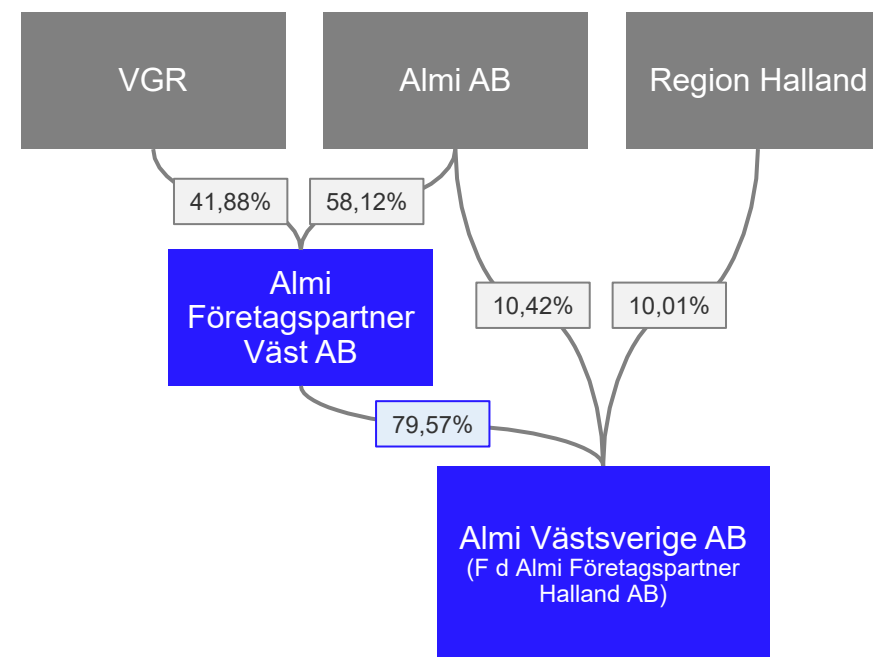 VGR
Almi AB
Region Halland
41,88%
58,12%
Almi
Företagspartner
Väst AB
10,42%
10,01%
79,57%
Almi Västsverige AB
(F d Almi Företagspartner
Halland AB)